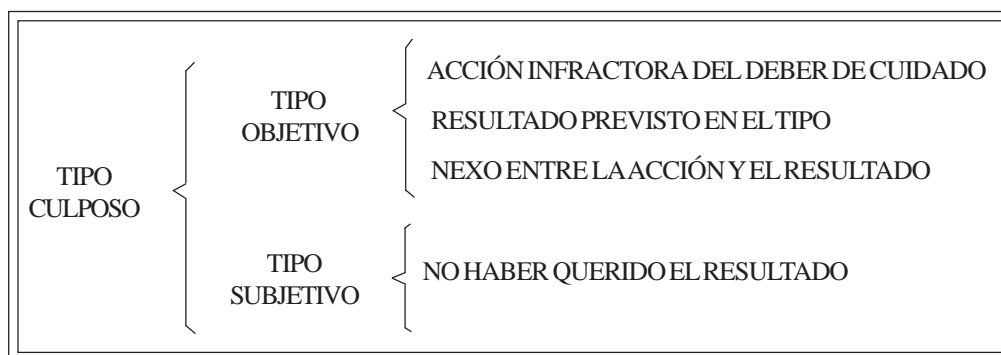 TIPO
CULPOSO
TIPO
OBJETIVO
ACCIÓN INFRACTORA DEL DEBER DE CUIDADO
RESULTADO PREVISTO EN EL TIPO
NEXO ENTRE LA ACCIÓN Y EL RESULTADO
TIPO
SUBJETIVO
NO HABER QUERIDO EL RESULTADO